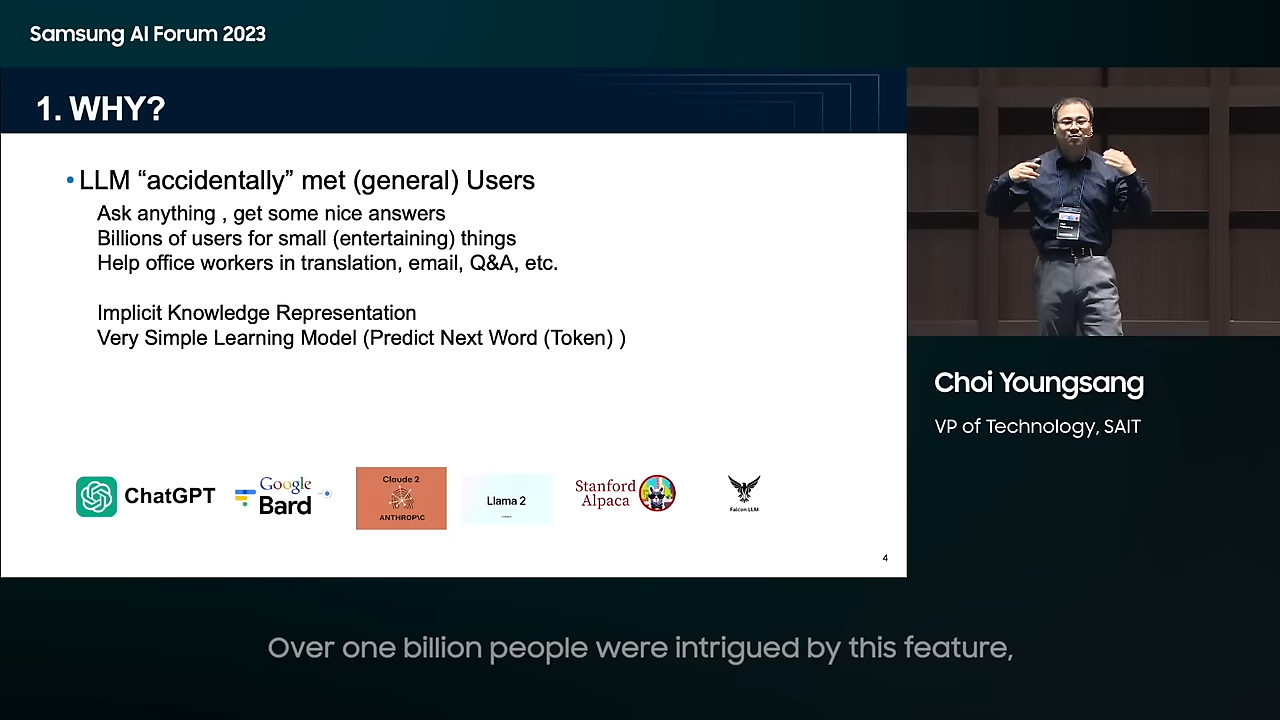 Samsung AI Forum 2023
1. WHY?
• LLM “accidentally” met (general) Users
Ask anything , get some nice answers
Billions of users for small (entertaining) things
Help office workers in translation, email, Q&A, etc.
Implicit Knowledge Representation
Very Simple Learning Model (Predict Next Word (Token) )
ChatGPT
Google
Bard
Claude 2
ANTHROP\C
Llama 2
Stanford
Alpaca
Falcon LLM
4
Choi Youngsang
VP of Technology, SAIT
Over one billion people were intrigued by this feature,